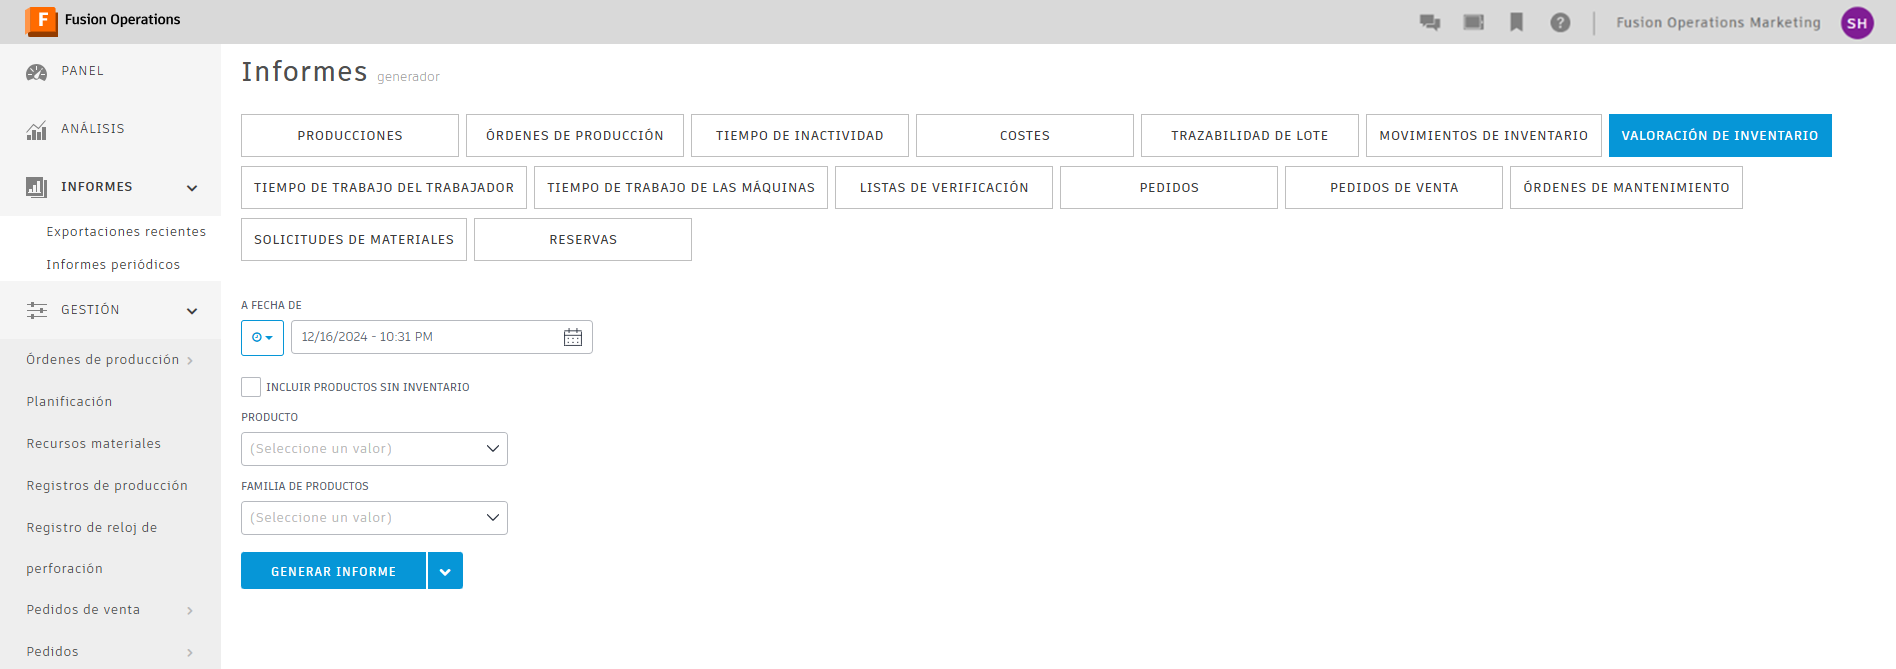 F Fusion Operations
Fusion Operations Marketing
SH
PANEL
ANÁLISIS
INFORMES
Exportaciones recientes
Informes periódicos
GESTIÓN
Órdenes de producción
Planificación
Recursos materiales
Registros de producción
Registro de reloj de
perforación
Pedidos de venta
Pedidos
Informes generador
PRODUCCIONES
ÓRDENES DE PRODUCCIÓN
TIEMPO DE INACTIVIDAD
COSTES
TRAZABILIDAD DE LOTE
MOVIMIENTOS DE INVENTARIO
VALORACIÓN DE INVENTARIO
TIEMPO DE TRABAJO DEL TRABAJADOR
TIEMPO DE TRABAJO DE LAS MÁQUINAS
LISTAS DE VERIFICACIÓN
PEDIDOS
PEDIDOS DE VENTA
ÓRDENES DE MANTENIMIENTO
SOLICITUDES DE MATERIALES
RESERVAS
A FECHA DE
12/16/2024 - 10:31 PM
INCLUIR PRODUCTOS SIN INVENTARIO
PRODUCTO
(Seleccione un valor)
FAMILIA DE PRODUCTOS
(Seleccione un valor)
GENERAR INFORME